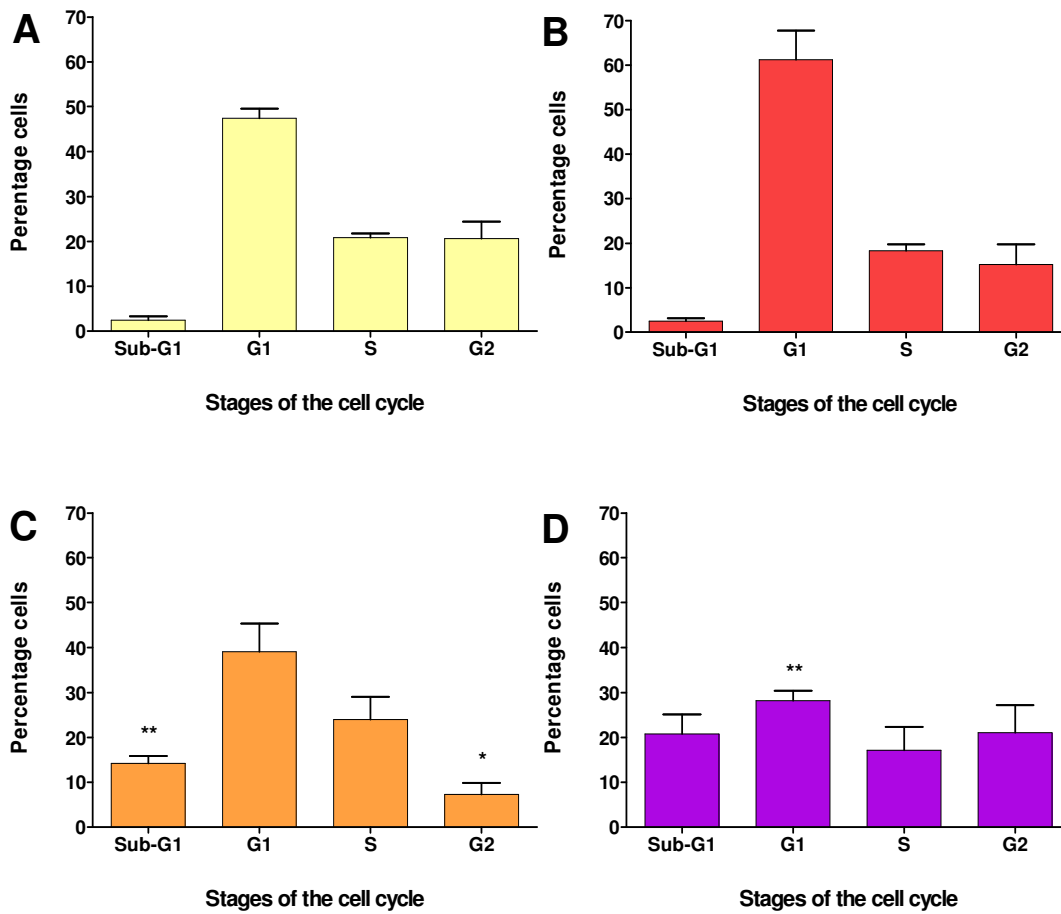 A
Perentage cells
70
60
50
40
30
20
10
0
Sub-G1 G1 S G2
Stages of the cell cycle
B
Percentage cells
70
60
50
40
30
20
10
0
Sub-G1 G1 S G2
Stages of the cell cycle
C
Percentage cells
70
60
50
40
30
20
10
0
**
*
Sub-G1 G1 S G2
Stages of the cell cycle
D
Percentage cells
70
60
50
40
30
20
10
0
**
Sub-G1 G1 S G2
Stages of the cell cycle